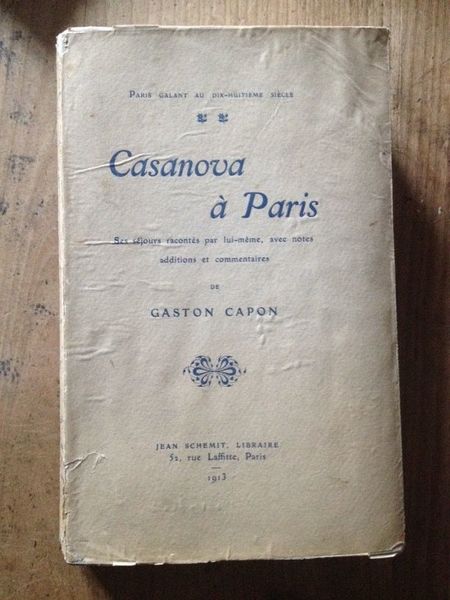 Paris galant au dix-huitième siècle
Casanova
à Paris
Ses séjours racontés par lui-même, avec notes
additions et commentaires
DE
GASTON CAPON
JEAN SCHEMIT, LIBRAIRE
52, rue Laffitte, Paris
1913